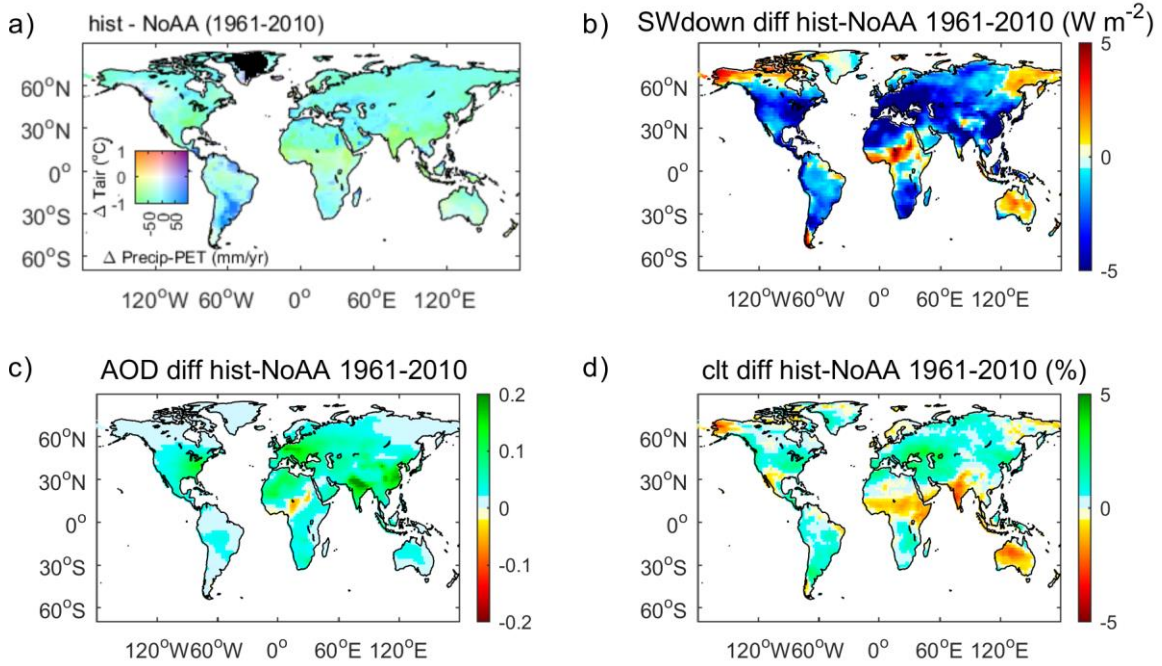 a) hist - NoAA (1961-2010)
60°N
30°N
0°
30°S
60°S
Δ Tair (°C)
1
0
-1
-50
0
50
Δ Precip-PET (mm/yr)
120°W 60°W 0° 60°E 120°E
b) SWdown diff hist-NoAA 1961-2010 (W m-2)
60°N
30°N
0°
30°S
60°S
120°W 60°W 0° 60°E 120°E
5
0
-5
c) AOD diff hist-NoAA 1961-2010
60°N
30°N
0°
30°S
60°S
120°W 60°W 0° 60°E 120°E
0.2
0.1
0
-0.1
-0.2
d) clt diff hist-NoAA 1961-2010 (%)
60°N
30°N
0°
30°S
60°S
120°W 60°W 0° 60°E 120°E
5
0
-5